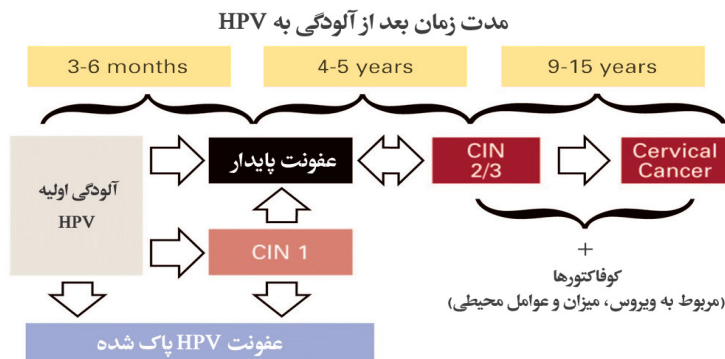 مدت زمان بعد از آلودگی به HPV
3-6 months
4-5 years
9-15 years
آلودگی اولیه
HPV
عفونت پایدار
CIN
2/3
Cervical
Cancer
CIN 1
+
کوفاکتورها
(مربوط به ویروس، میزان و عوامل محیطی)
عفونت HPV پاک شده